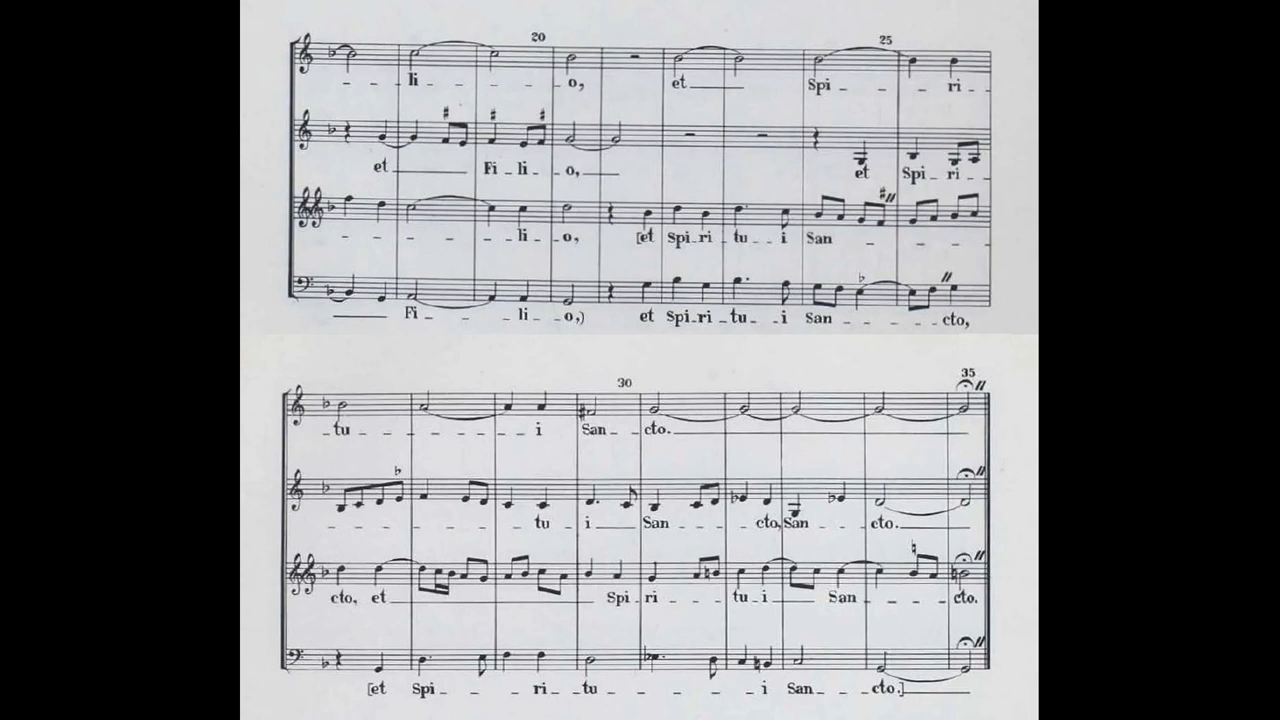 20 25
li o, et Spi ri
et Fi li o, et Spi ri
li o, [et Spi ri tu i San
Fi li o,) et Spi ri tu i San cto,
30 35
tu i San cto.
tu i San cto, San cto.
cto, et Spi ri tu i San cto.
[et Spi ri tu i San cto.]